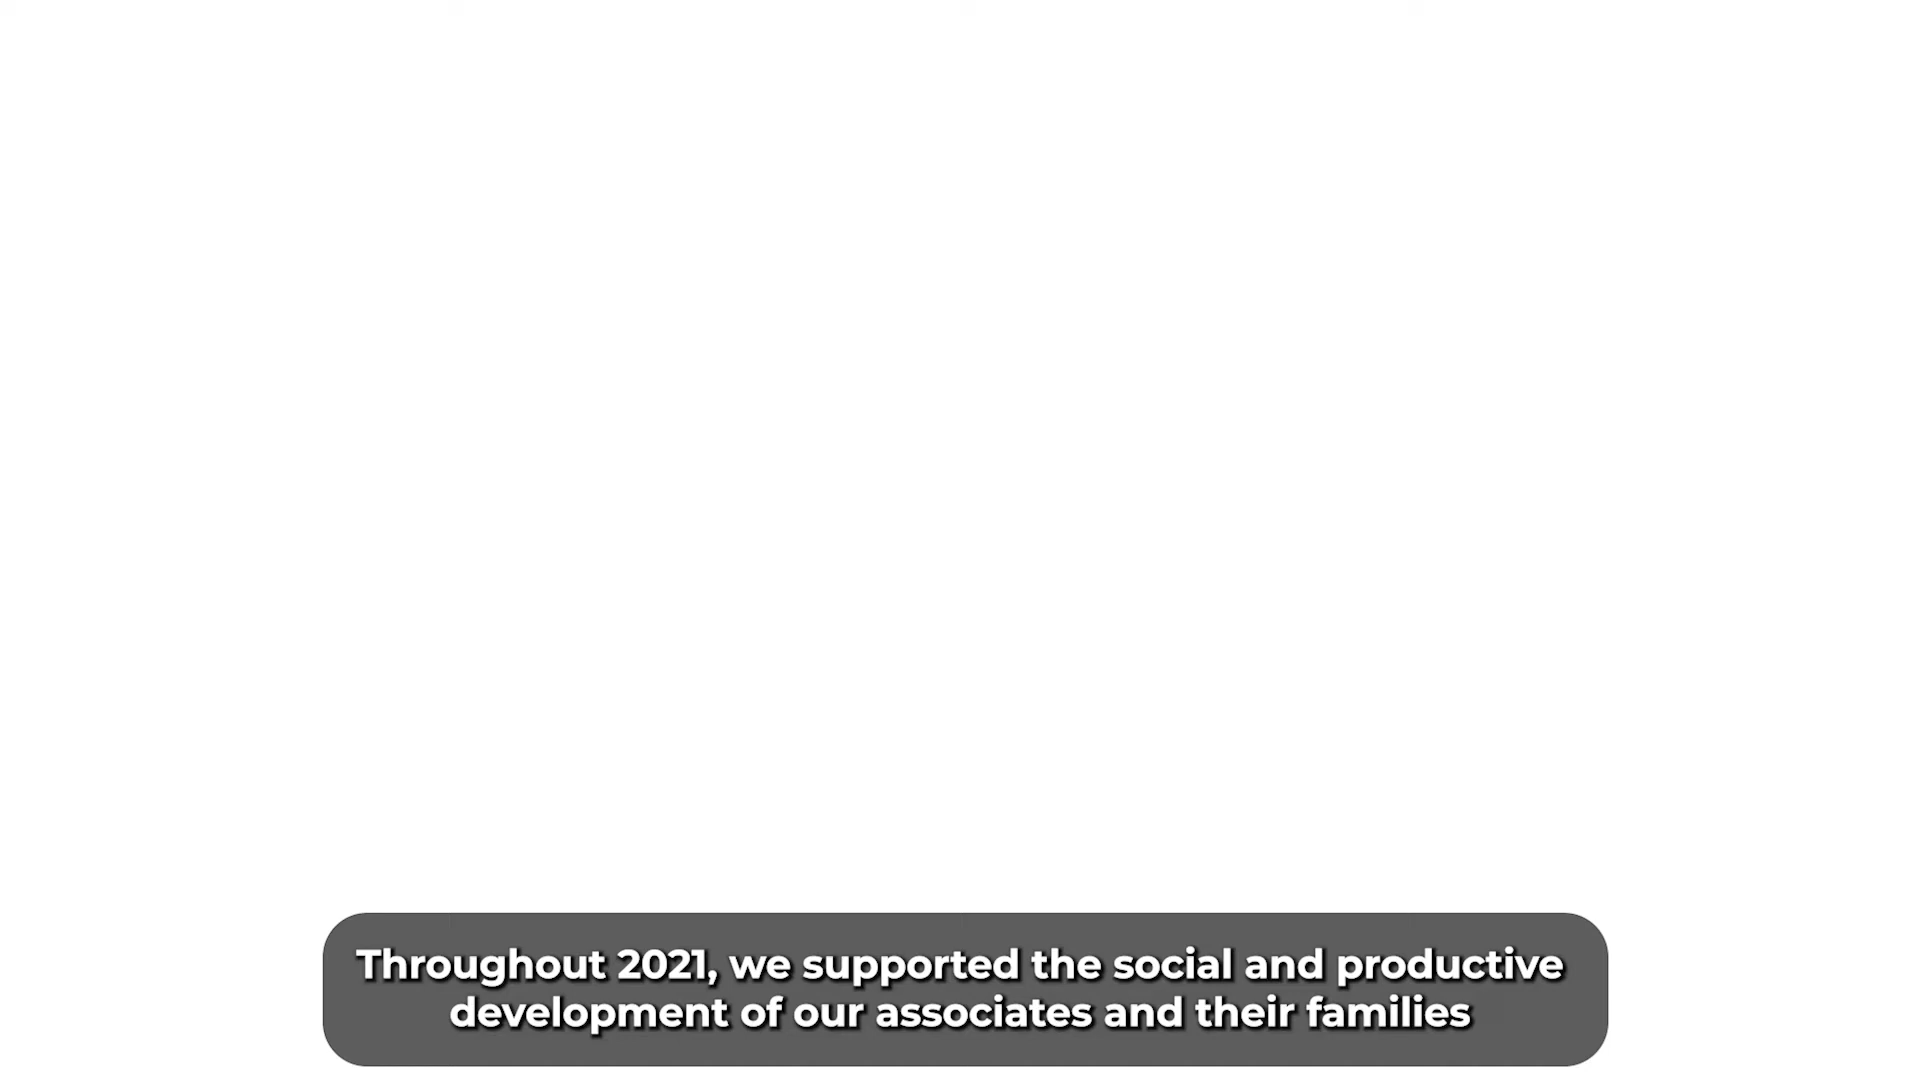 Throughout 2021, we supported the social and productive
development of our associates and their families